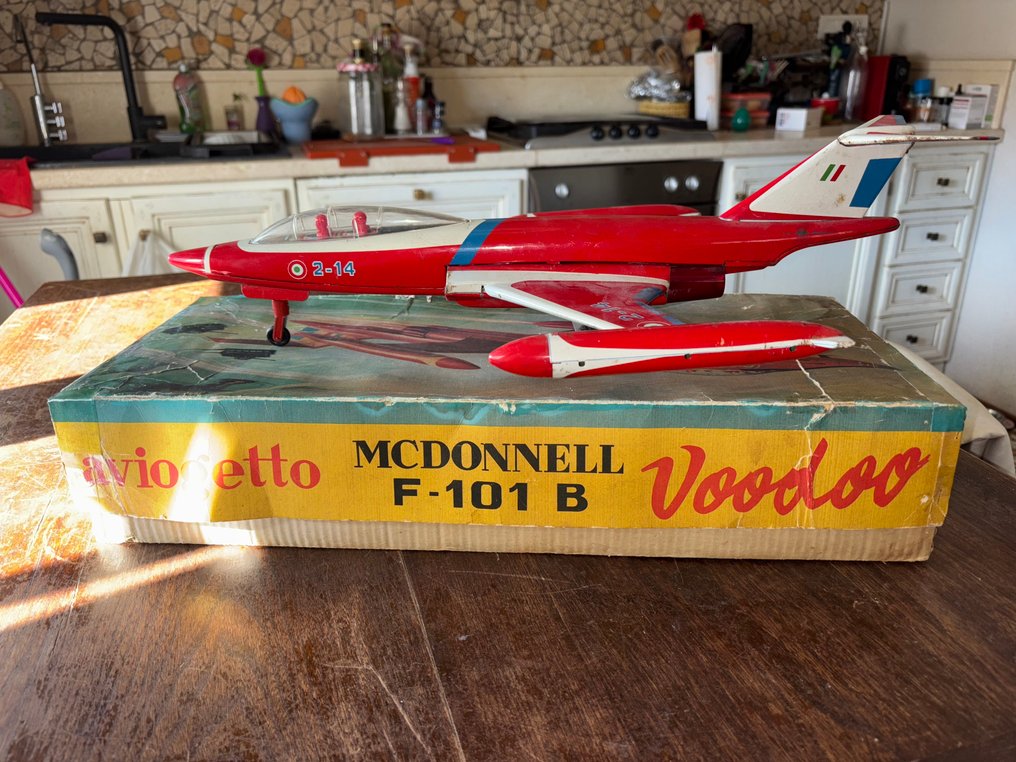 2-14
aviogetto
MCDONNELL
F-101 B
Voodoo